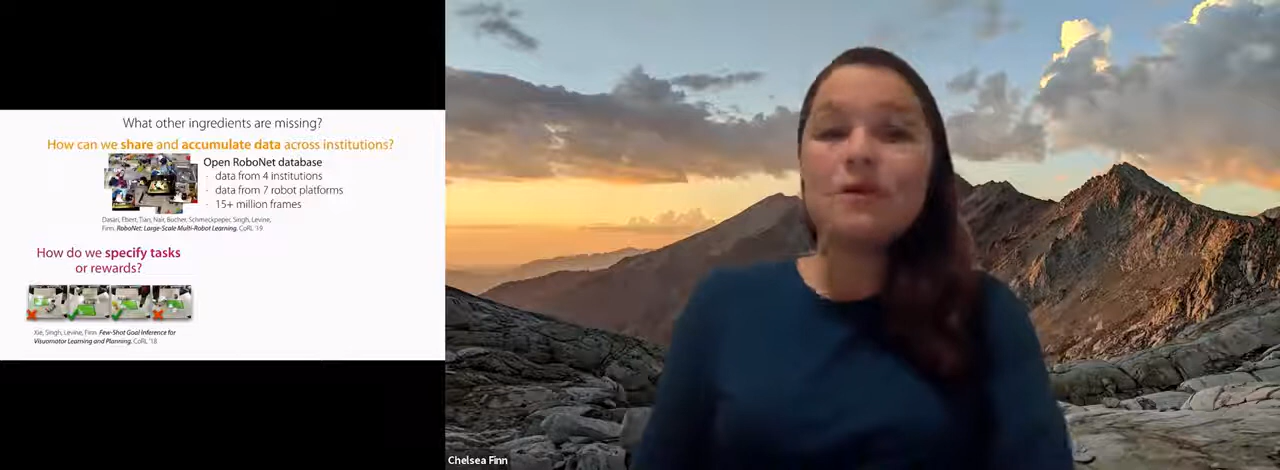 What other ingredients are missing?
How can we share and accumulate data across institutions?
Open RoboNet database
· data from 4 institutions
· data from 7 robot platforms
· 15+ million frames
Dasari, Ebert, Tian, Nair, Bucher, Schmeckpeper, Singh, Levine,
Finn. RoboNet: Large-Scale Multi-Robot Learning. CoRL '19
How do we specify tasks
or rewards?
Xie, Singh, Levine, Finn. Few-Shot Goal Inference for
Visuomotor Learning and Planning. CoRL '18
Chelsea Finn